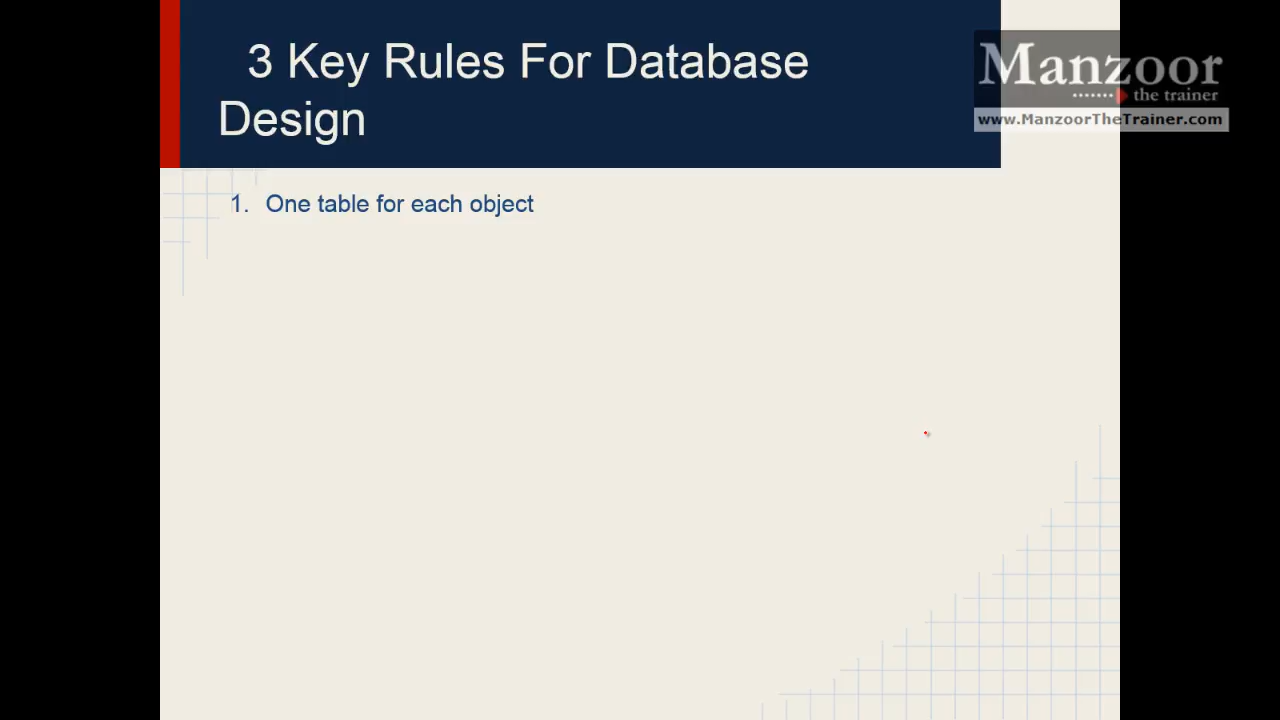 3 Key Rules For Database
Design
Manzoor
the trainer
www.ManzoorTheTrainer.com
1. One table for each object